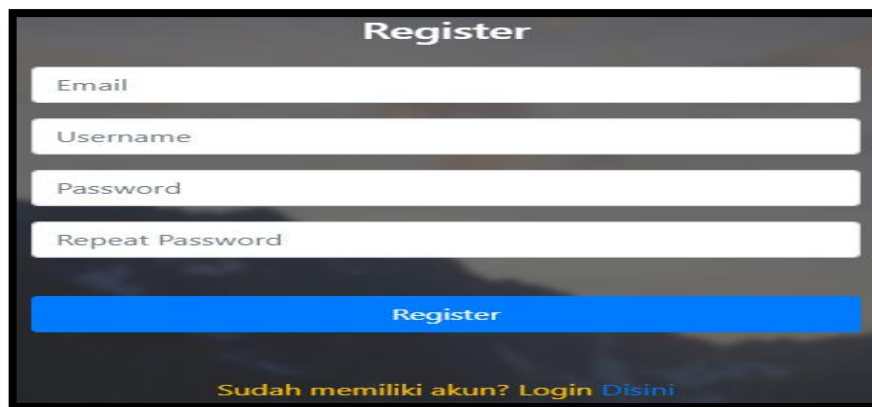 Register
Email
Username
Password
Repeat Password
Register
Sudah memiliki akun? Login Disini